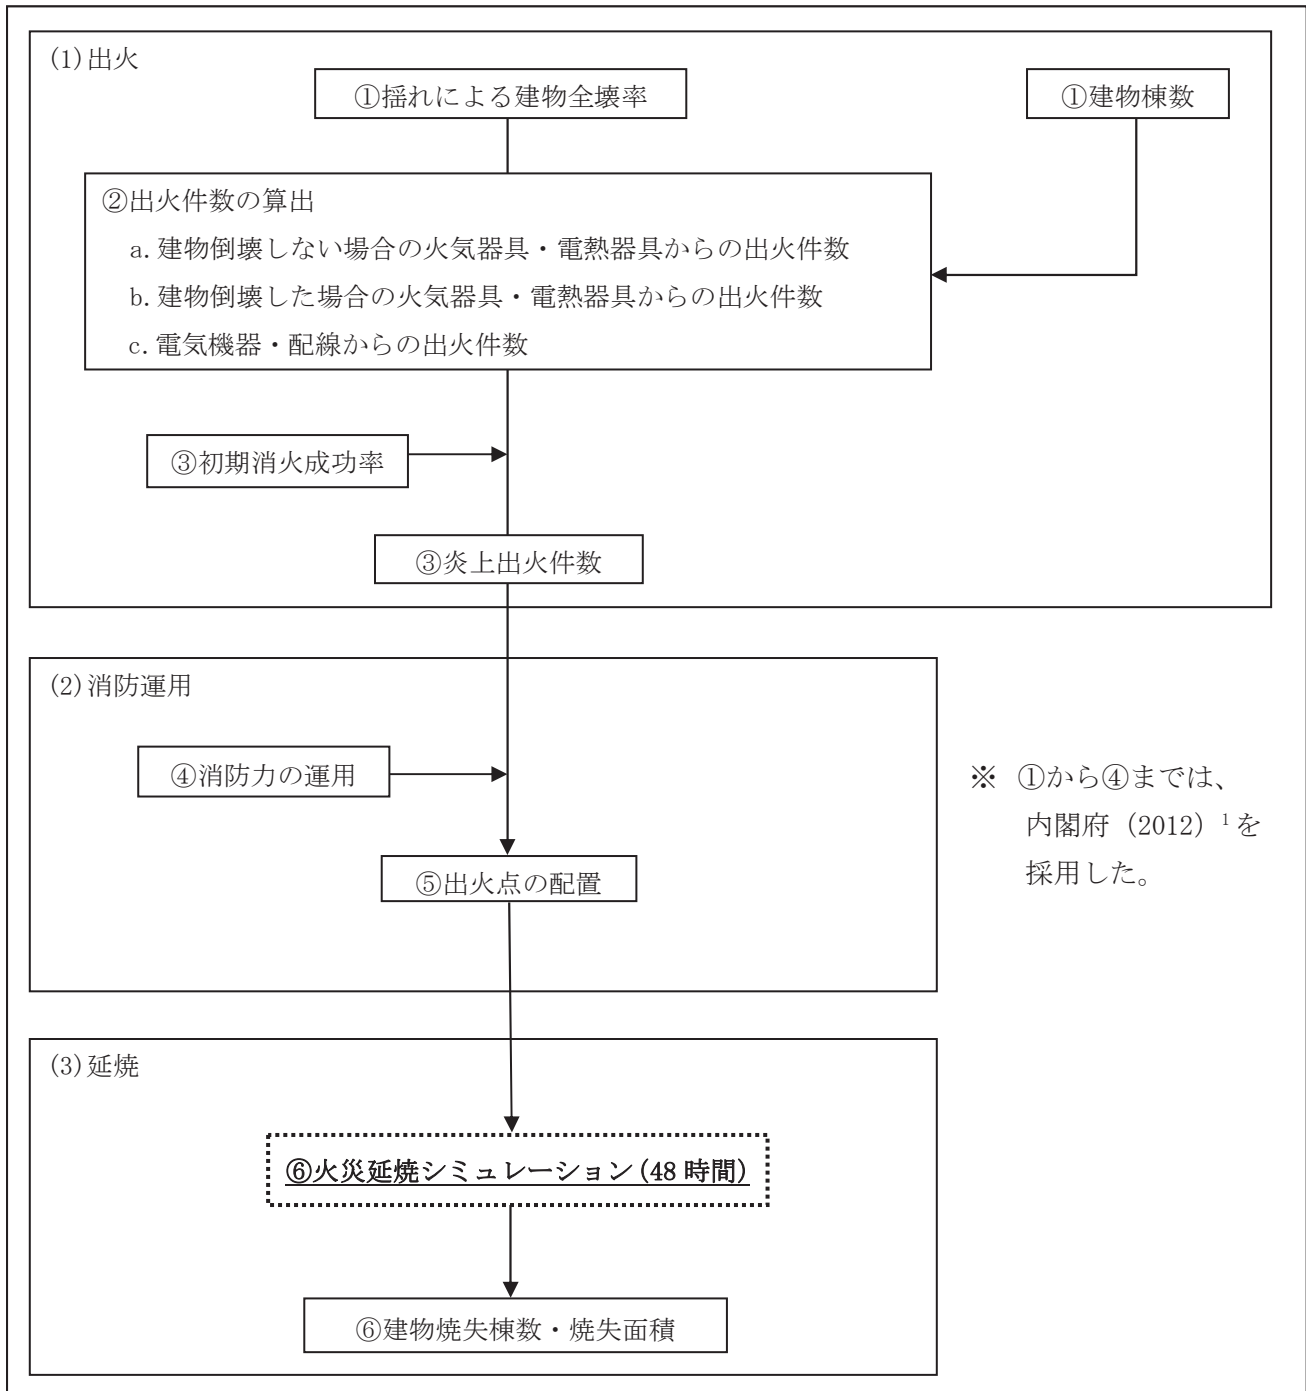 (1)出火
①揺れによる建物全壊率
①建物棟数
②出火件数の算出
a.建物倒壊しない場合の火気器具・電熱器具からの出火件数
b.建物倒壊した場合の火気器具・電熱器具からの出火件数
c.電気機器・配線からの出火件数
③初期消火成功率
③炎上出火件数
(2)消防運用
④消防力の運用
⑤出火点の配置
※ ①から④までは、
内閣府（2012）1を
採用した。
(3)延焼
⑥火災延焼シミュレーション(48時間)
⑥建物焼失棟数・焼失面積